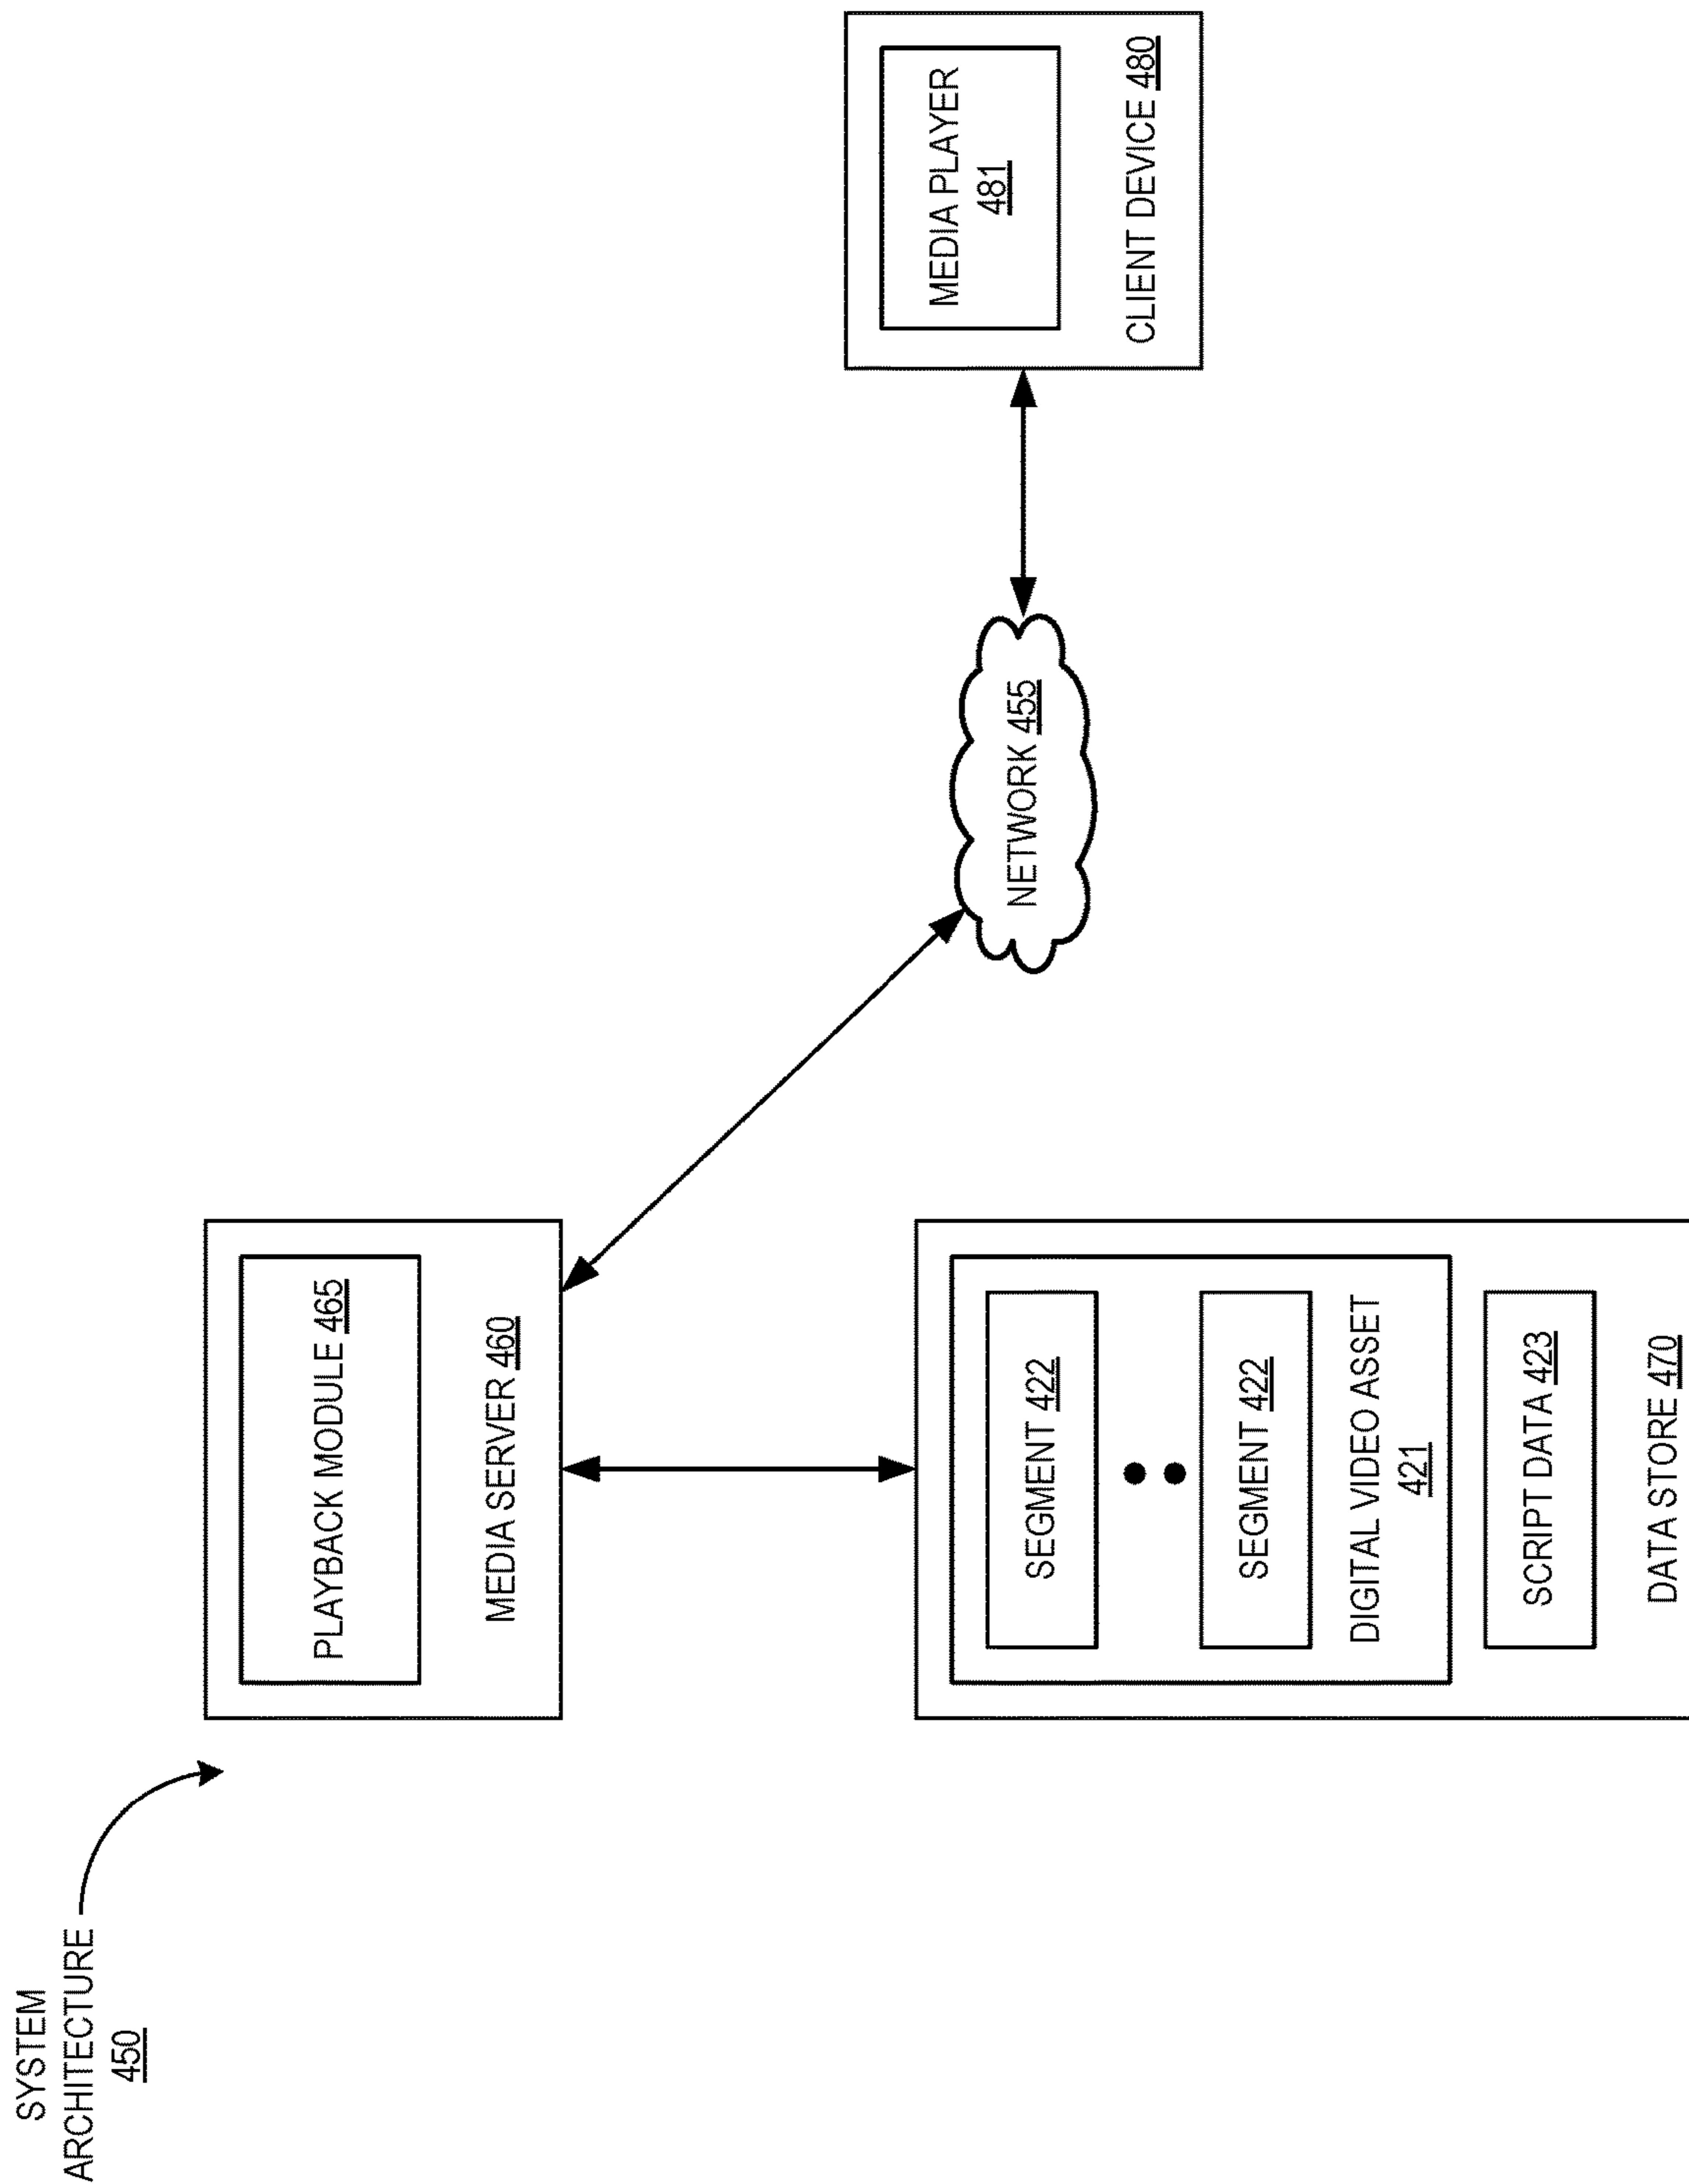 SYSTEM
ARCHITECTURE
450
PLAYBACK MODULE 465
MEDIA SERVER 460
SEGMENT 422
SEGMENT 422
DIGITAL VIDEO ASSET
421
SCRIPT DATA 423
DATA STORE 470
NETWORK 455
MEDIA PLAYER
481
CLIENT DEVICE 480